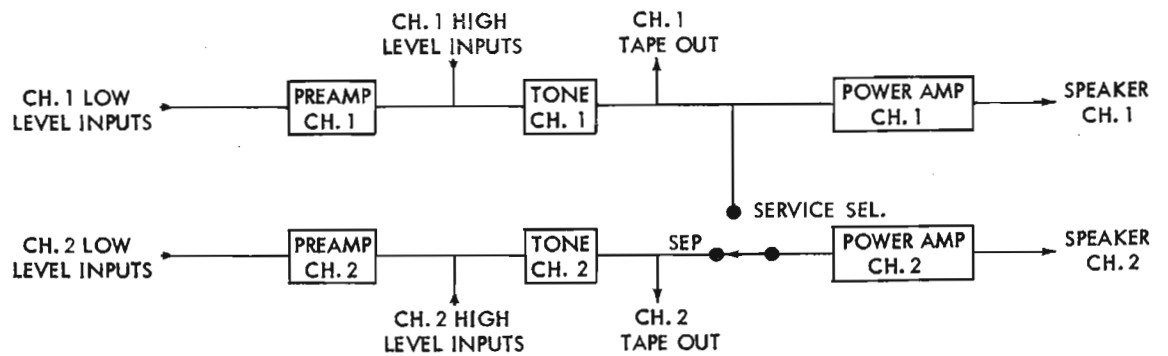 CH. 1 HIGH
LEVEL INPUTS
CH. 1
TAPE OUT
CH. 1 LOW
LEVEL INPUTS
PREAMP
CH. 1
TONE
CH. 1
POWER AMP
CH. 1
SPEAKER
CH. 1
SERVICE SEL.
CH. 2 LOW
LEVEL INPUTS
PREAMP
CH. 2
TONE
CH. 2
SEP
POWER AMP
CH. 2
SPEAKER
CH. 2
CH. 2 HIGH
LEVEL INPUTS
CH. 2
TAPE OUT